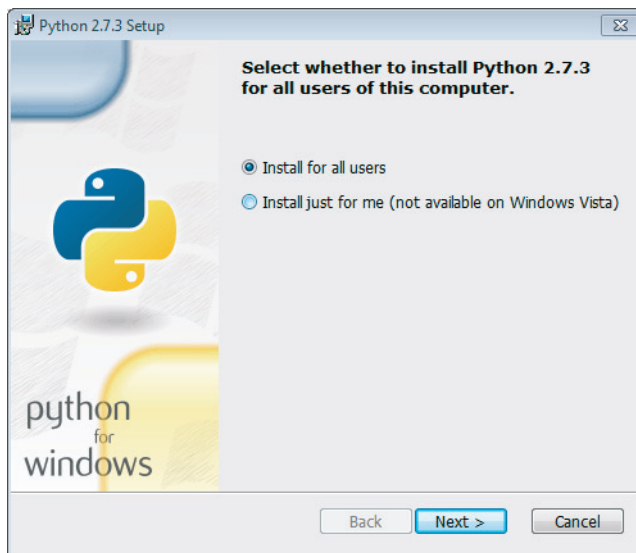 Python 2.7.3 Setup
Select whether to install Python 2.7.3
for all users of this computer.
Install for all users
Install just for me (not available on Windows Vista)
python
for
windows
Back
Next >
Cancel